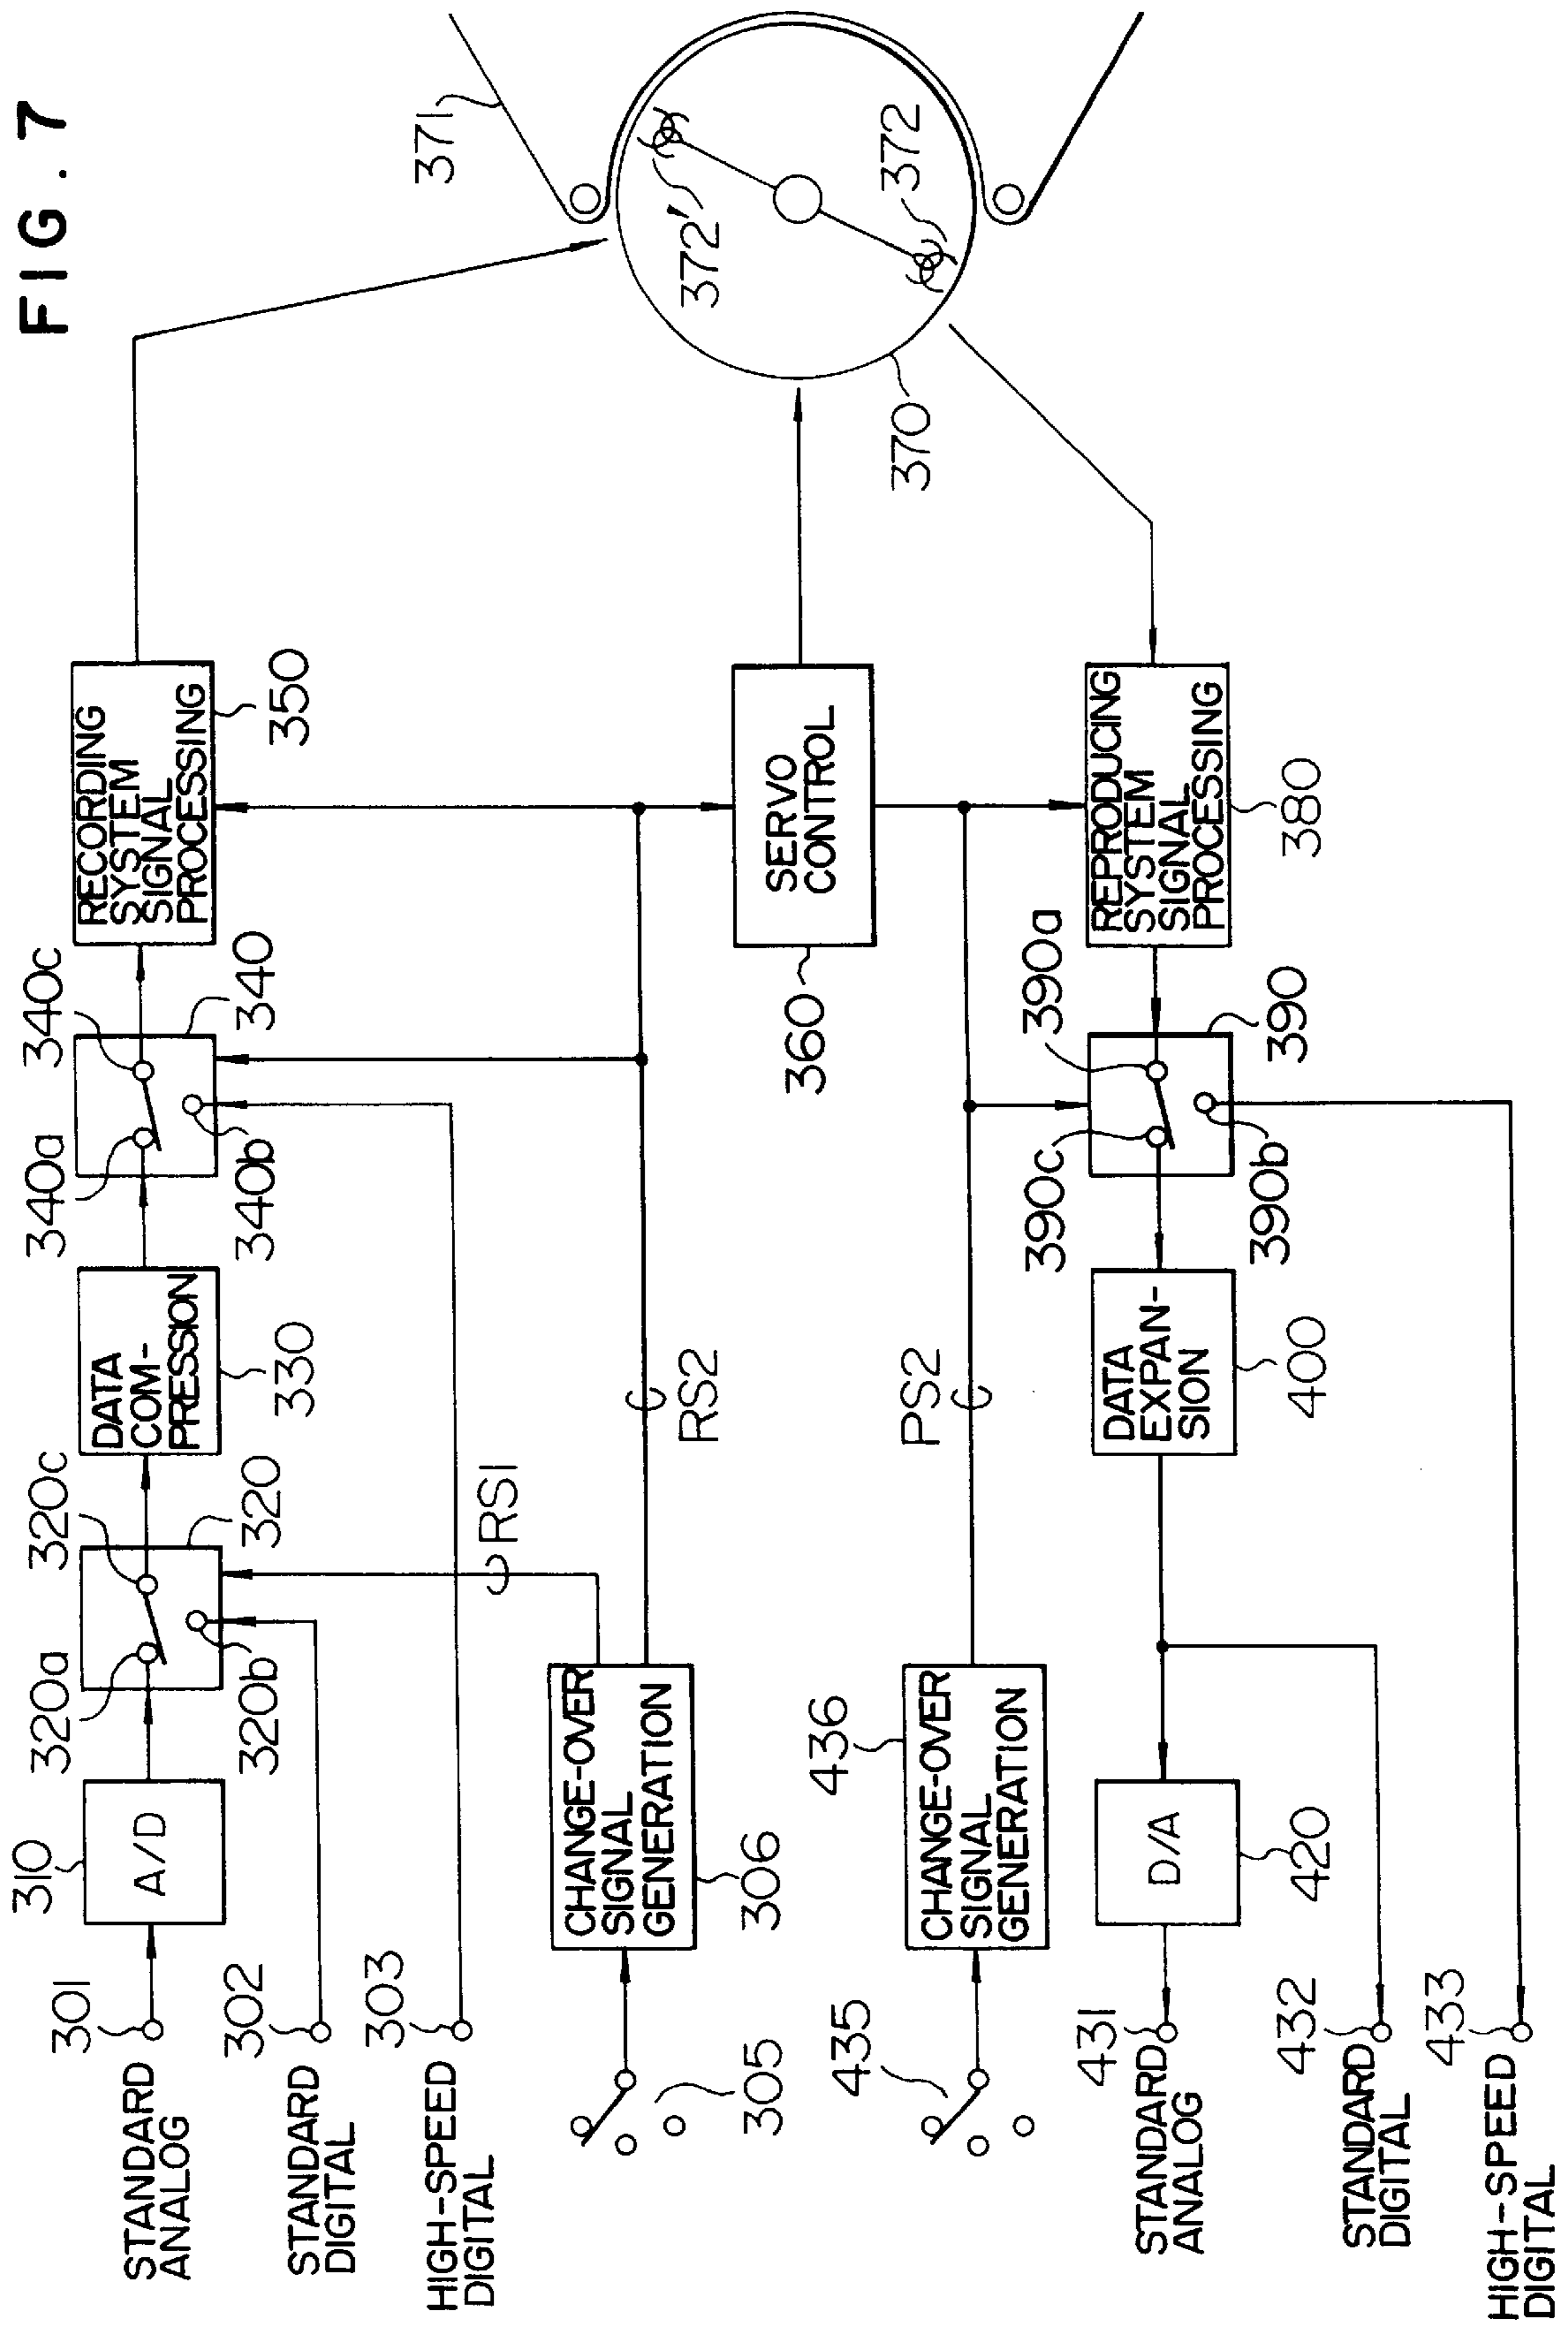 FIG. 7
STANDARD
ANALOG
301
310
A/D
320a
320c
320b
320
DATA
COM-
PRESSION
330
340a
340c
340b
340
RECORDING
SYSTEM
SIGNAL
PROCESSING
350
371
STANDARD
DIGITAL
302
HIGH-SPEED
DIGITAL
303
RS1
305
CHANGE-OVER
SIGNAL
GENERATION
306
RS2
SERVO
CONTROL
360
372'
372
370
435
436
CHANGE-OVER
SIGNAL
GENERATION
PS2
390c
390a
390b
390
REPRODUCING
SYSTEM
SIGNAL
PROCESSING
380
DATA
EXPAN-
SION
400
D/A
420
STANDARD
ANALOG
431
STANDARD
DIGITAL
432
HIGH-SPEED
DIGITAL
433